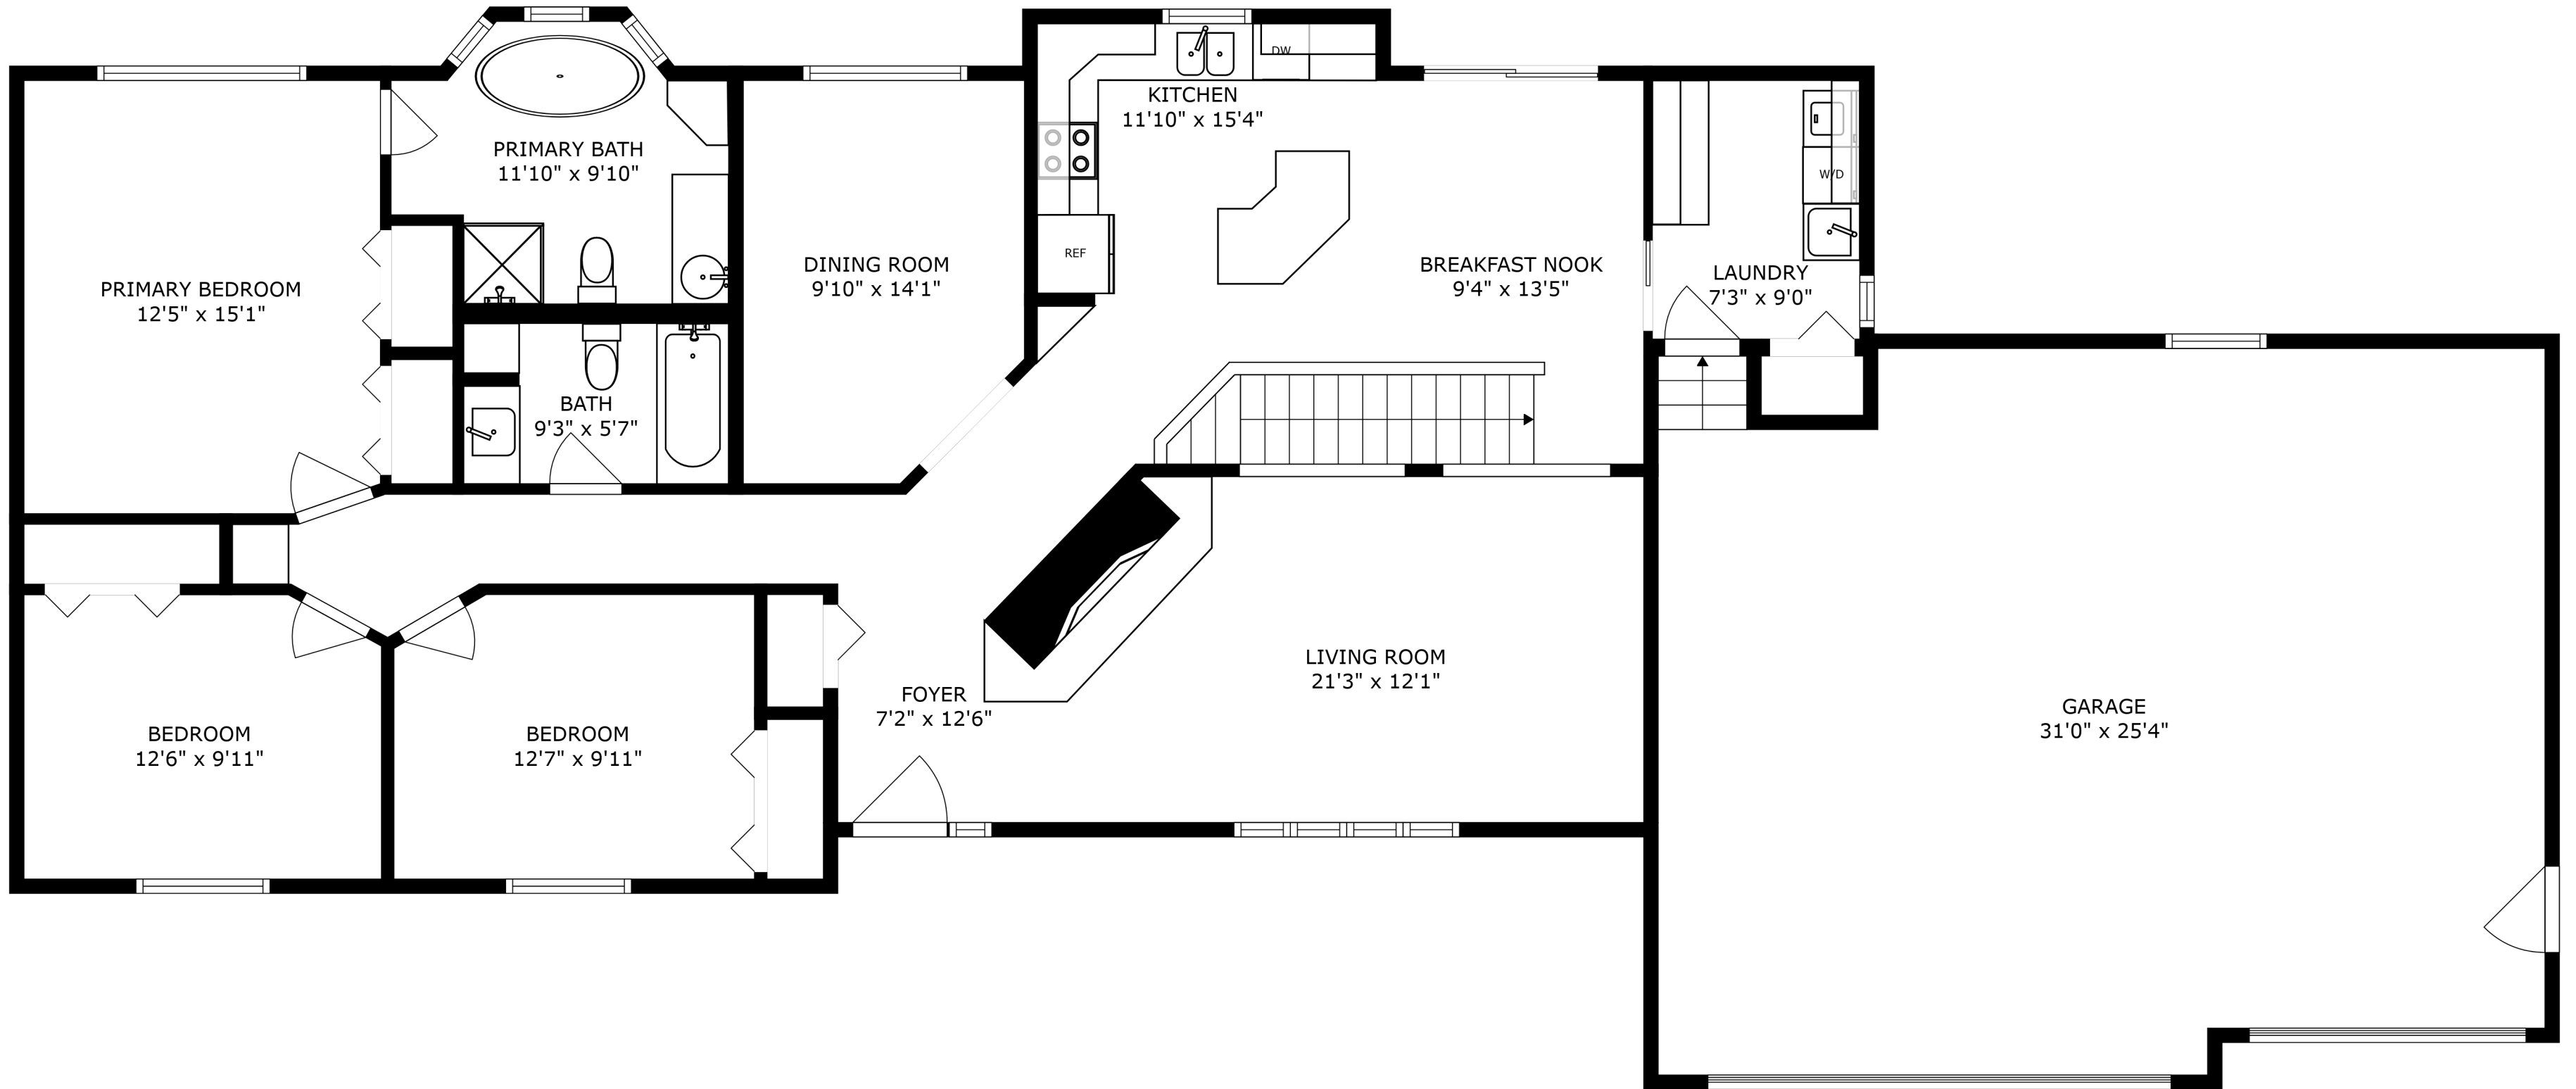 DW
KITCHEN
11'10" x 15'4"
PRIMARY BATH
11'10" x 9'10"
W/D
REF
DINING ROOM
9'10" x 14'1"
BREAKFAST NOOK
9'4" x 13'5"
LAUNDRY
7'3" x 9'0"
PRIMARY BEDROOM
12'5" x 15'1"
BATH
9'3" x 5'7"
LIVING ROOM
21'3" x 12'1"
FOYER
7'2" x 12'6"
GARAGE
31'0" x 25'4"
BEDROOM
12'6" x 9'11"
BEDROOM
12'7" x 9'11"